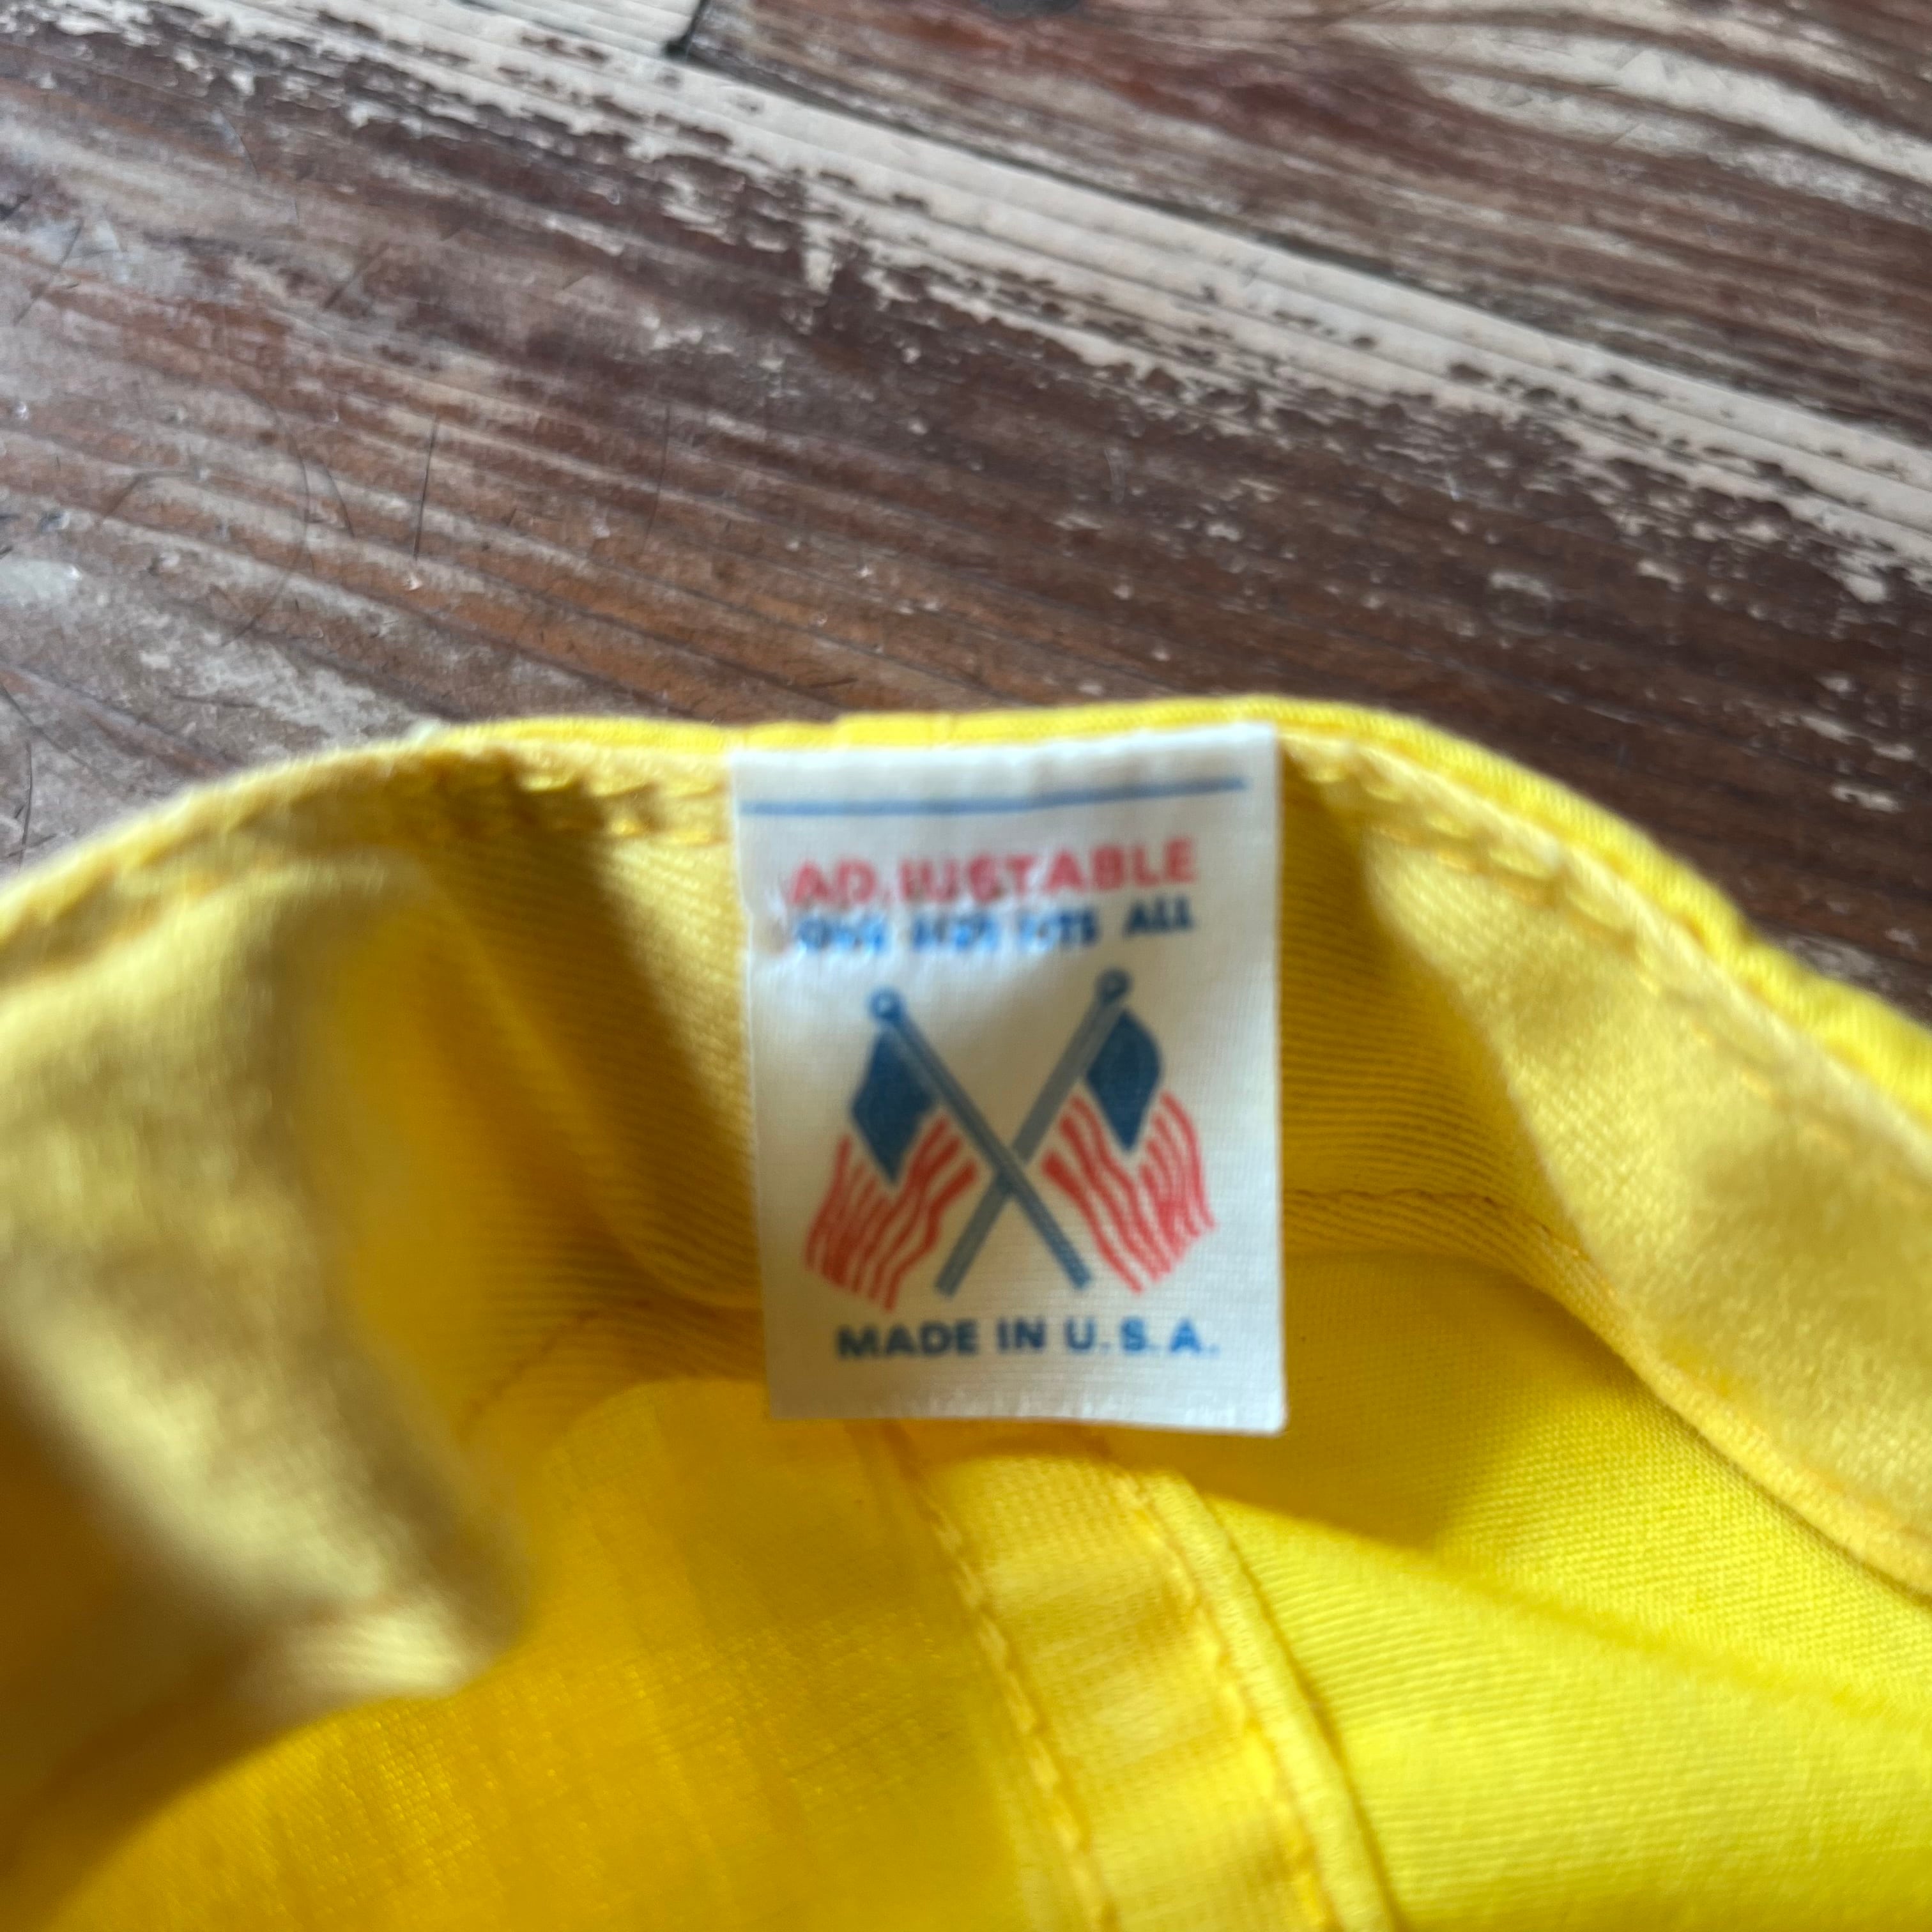 ADJUSTABLE
ONE SIZE FITS ALL
MADE IN U.S.A.